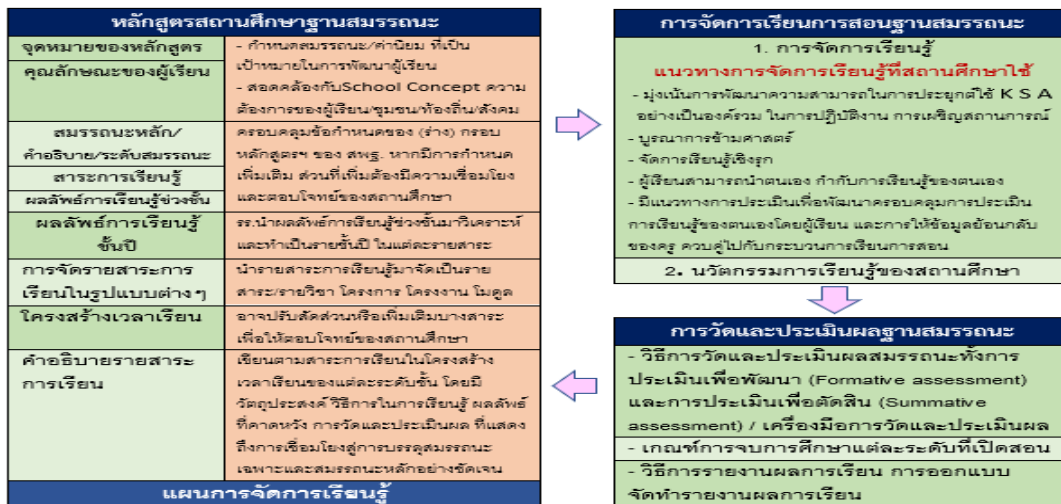 หลักสูตรสถานศึกษาฐานสมรรถนะ
จุดหมายของหลักสูตร
คุณลักษณะของผู้เรียน
- กำหนดสมรรถนะ/ค่านิยม ที่เป็น
เป้าหมายในการพัฒนาผู้เรียน
- สอดคล้องกับSchool Concept ความ
ต้องการของผู้เรียน/ชุมชน/ท้องถิ่น/สังคม
สมรรถนะหลัก/
คำอธิบาย/ระดับสมรรถนะ
สาระการเรียนรู้
ผลลัพธ์การเรียนรู้ช่วงชั้น
ครอบคลุมข้อกำหนดของ (ร่าง) กรอบ
หลักสูตรฯ ของ สพฐ. หากมีการกำหนด
เพิ่มเติม ส่วนที่เพิ่มต้องมีความเชื่อมโยง
และตอบโจทย์ของสถานศึกษา
ผลลัพธ์การเรียนรู้
ชั้นปี
รร.นำผลลัพธ์การเรียนรู้ช่วงชั้นมาวิเคราะห์
และทำเป็นรายชั้นปี ในแต่ละรายสาระ
การจัดรายสาระการ
เรียนในรูปแบบต่างๆ
นำรายสาระการเรียนรู้มาจัดเป็นราย
สาระ/รายวิชา โครงการ โครงงาน โมดูล
โครงสร้างเวลาเรียน
อาจปรับสัดส่วนหรือเพิ่มเติมบางสาระ
เพื่อให้ตอบโจทย์ของสถานศึกษา
คำอธิบายรายสาระ
การเรียน
เขียนตามสาระการเรียนในโครงสร้าง
เวลาเรียนของแต่ละระดับชั้น โดยมี
วัตถุประสงค์ วิธีการในการเรียนรู้ ผลลัพธ์
ที่คาดหวัง การวัดและประเมินผล ที่แสดง
ถึงการเชื่อมโยงสู่การบรรลุสมรรถนะ
เฉพาะและสมรรถนะหลักอย่างชัดเจน
แผนการจัดการเรียนรู้
การจัดการเรียนการสอนฐานสมรรถนะ
1. การจัดการเรียนรู้
แนวทางการจัดการเรียนรู้ที่สถานศึกษาใช้
- มุ่งเน้นการพัฒนาความสามารถในการประยุกต์ใช้ K S A
อย่างเป็นองค์รวม ในการปฏิบัติงาน การเผชิญสถานการณ์
- บูรณาการข้ามศาสตร์
- จัดการเรียนรู้เชิงรุก
- ผู้เรียนสามารถนำตนเอง กำกับการเรียนรู้ของตนเอง
- มีแนวทางการประเมินเพื่อพัฒนาครอบคลุมการประเมิน
การเรียนรู้ของตนเองโดยผู้เรียน และการให้ข้อมูลย้อนกลับ
ของครู ควบคู่ไปกับกระบวนการเรียนการสอน
2. นวัตกรรมการเรียนรู้ของสถานศึกษา
การวัดและประเมินผลฐานสมรรถนะ
- วิธีการวัดและประเมินผลสมรรถนะทั้งการ
ประเมินเพื่อพัฒนา (Formative assessment)
และการประเมินเพื่อตัดสิน (Summative
assessment) / เครื่องมือการวัดและประเมินผล
- เกณฑ์การจบการศึกษาแต่ละระดับที่เปิดสอน
- วิธีการรายงานผลการเรียน การออกแบบ
จัดทำรายงานผลการเรียน